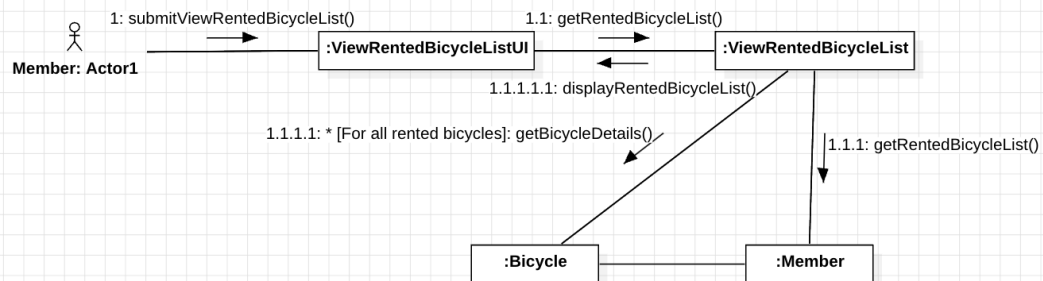 1: submitViewRentedBicycleList()
1.1: getRentedBicycleList()
Member: Actor1
:ViewRentedBicycleListUI
:ViewRentedBicycleList
1.1.1.1.1: displayRentedBicycleList()
1.1.1.1: * [For all rented bicycles]: getBicycleDetails()
1.1.1: getRentedBicycleList()
:Bicycle
:Member